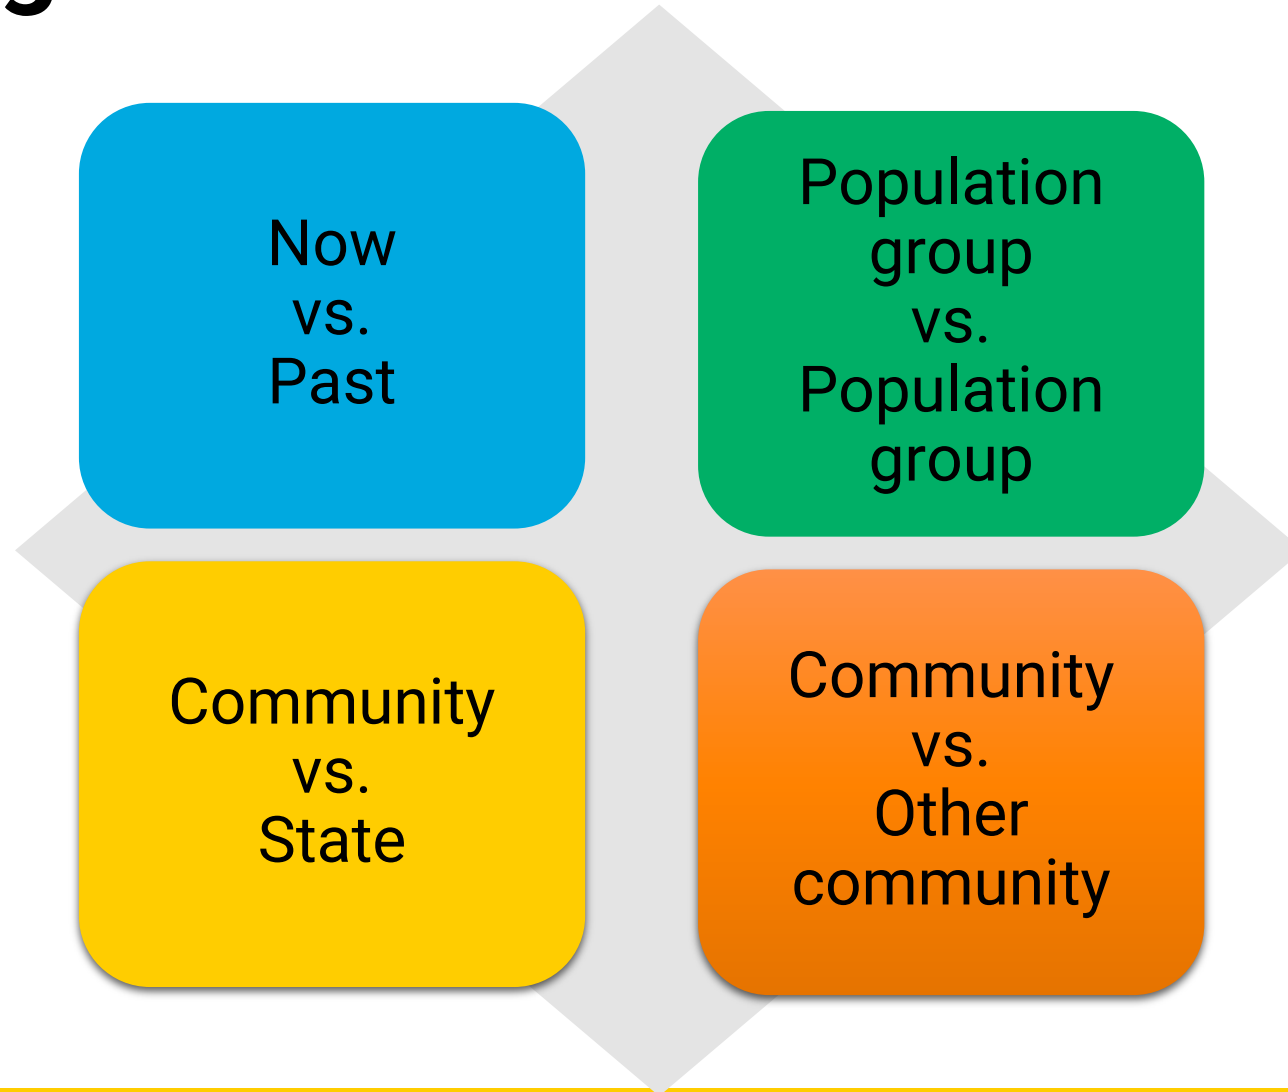 Now
vs.
Past
Population
group
vs.
Population
group
Community
vs.
State
Community
vs.
Other
community